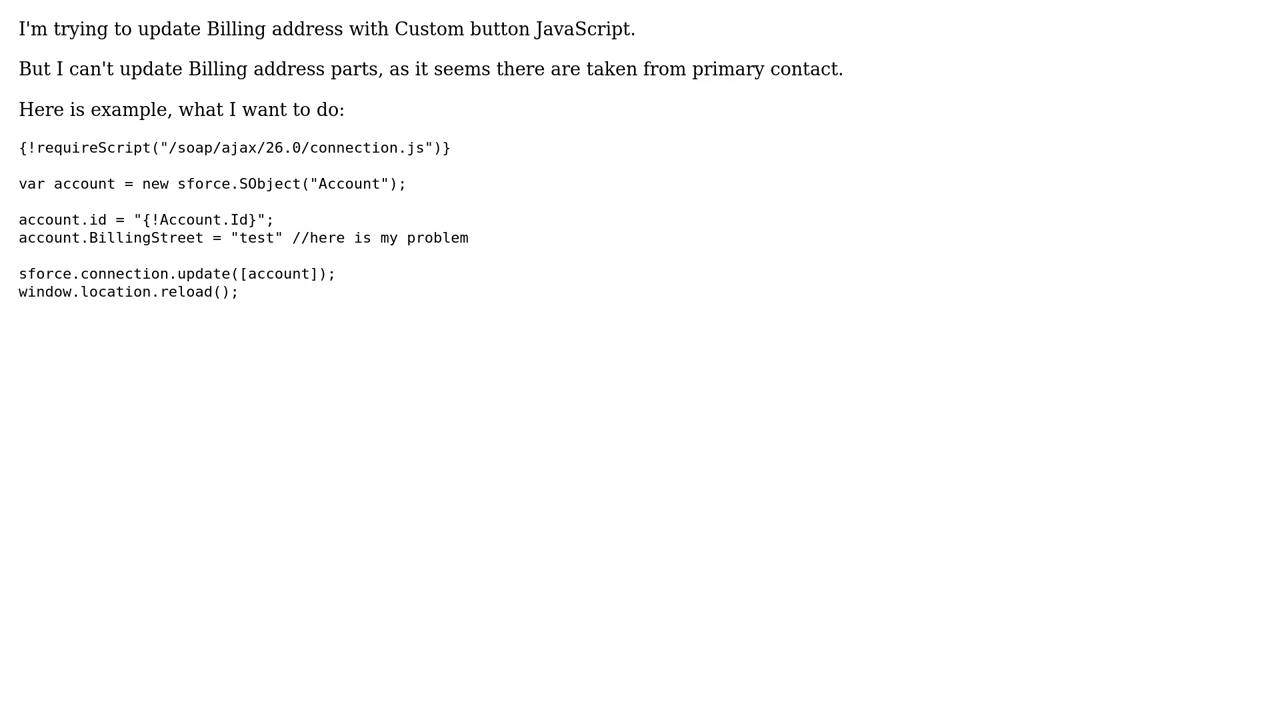 I'm trying to update Billing address with Custom button JavaScript.
But I can't update Billing address parts, as it seems there are taken from primary contact.
Here is example, what I want to do:
{!requireScript("/soap/ajax/26.0/connection.js")}
var account = new sforce.SObject("Account");
account.id = "{!Account.Id}";
account.BillingStreet = "test" //here is my problem
sforce.connection.update([account]);
window.location.reload();